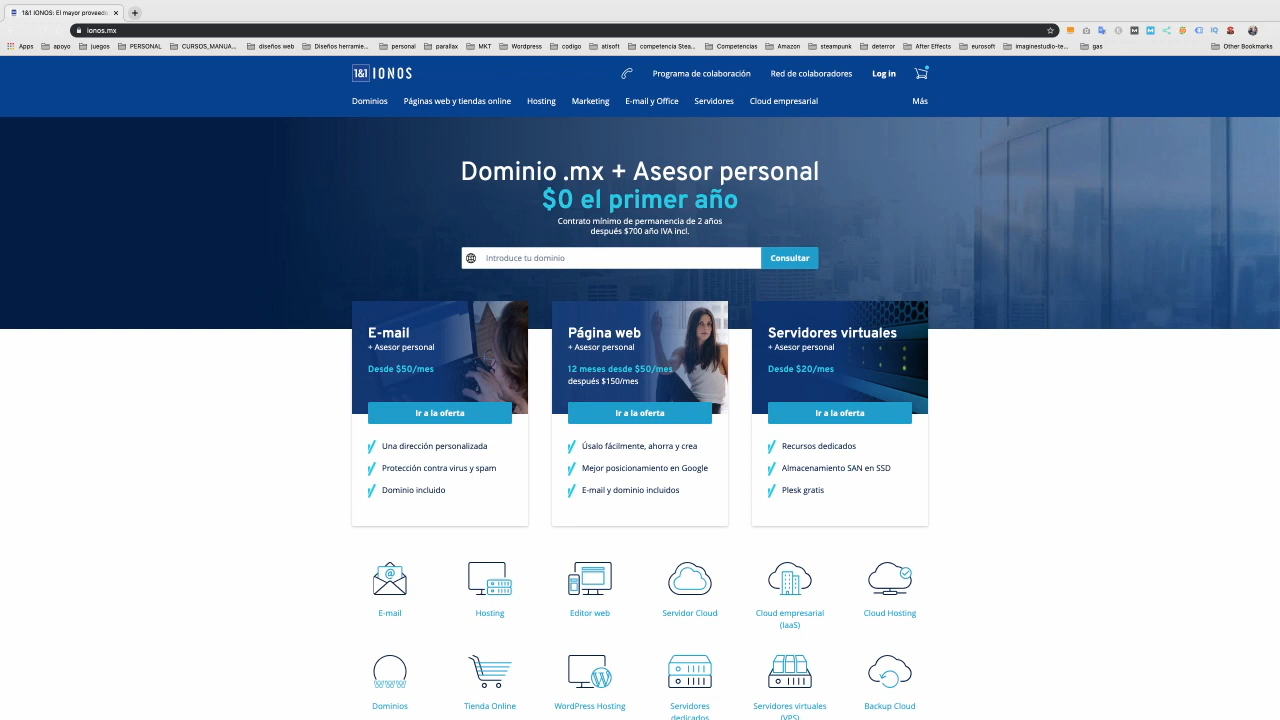 1&1 IONOS: El mayor proveedo
ionos.mx
Apps apoyo juegos PERSONAL CURSOS_MANUA... diseños web Diseños herramie... personal parallax MKT Wordpress codigo atisoft competencia Stea... Competencias Amazon steampunk deterror After Effects eurosoft imaginestudio-te... gas Other Bookmarks
1&1 IONOS Programa de colaboración Red de colaboradores Log in
Dominios Páginas web y tiendas online Hosting Marketing E-mail y Office Servidores Cloud empresarial Más
Dominio .mx + Asesor personal
$0 el primer año
Contrato mínimo de permanencia de 2 años
después $700 año IVA incl.
Introduce tu dominio Consultar
E-mail
+ Asesor personal
Desde $50/mes
Ir a la oferta
Una dirección personalizada
Protección contra virus y spam
Dominio incluido
Página web
+ Asesor personal
12 meses desde $50/mes
después $150/mes
Ir a la oferta
Úsalo fácilmente, ahorra y crea
Mejor posicionamiento en Google
E-mail y dominio incluidos
Servidores virtuales
+ Asesor personal
Desde $20/mes
Ir a la oferta
Recursos dedicados
Almacenamiento SAN en SSD
Plesk gratis
E-mail
Hosting
Editor web
Servidor Cloud
Cloud empresarial
(IaaS)
Cloud Hosting
Dominios
Tienda Online
WordPress Hosting
Servidores
dedicados
Servidores virtuales
(VPS)
Backup Cloud